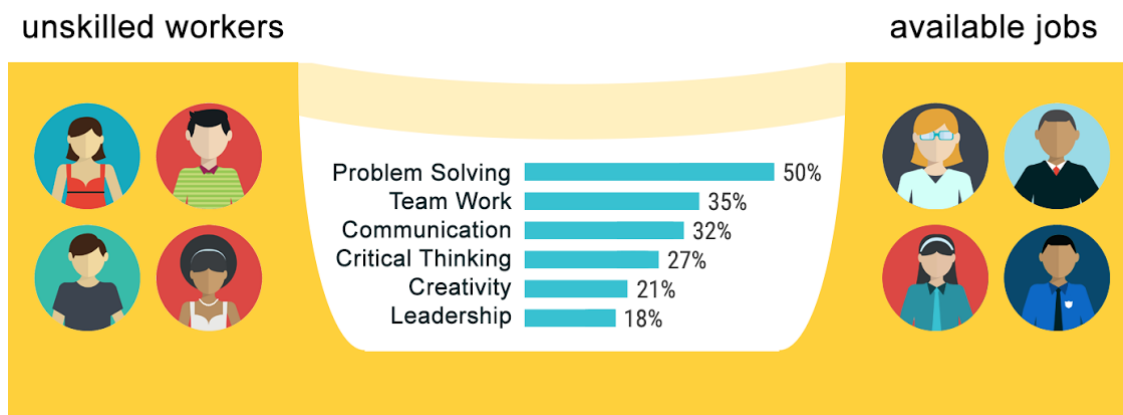 unskilled workers
available jobs
Problem Solving 50%
Team Work 35%
Communication 32%
Critical Thinking 27%
Creativity 21%
Leadership 18%